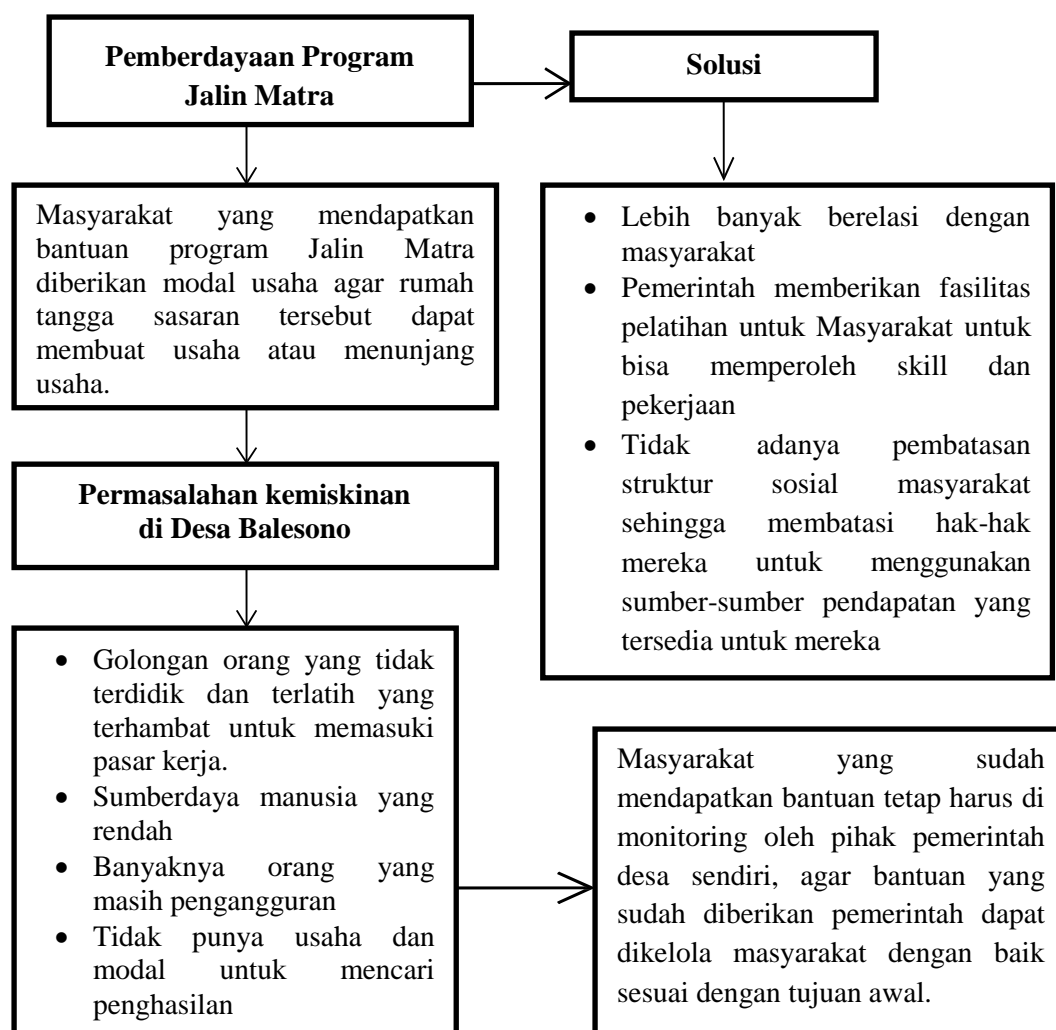 Pemberdayaan Program
Jalin Matra
Solusi
Masyarakat yang mendapatkan
bantuan program Jalin Matra
diberikan modal usaha agar rumah
tangga sasaran tersebut dapat
membuat usaha atau menunjang
usaha.
• Lebih banyak berelasi dengan
masyarakat
• Pemerintah memberikan fasilitas
pelatihan untuk Masyarakat untuk
bisa memperoleh skill dan
pekerjaan
• Tidak adanya pembatasan
struktur sosial masyarakat
sehingga membatasi hak-hak
mereka untuk menggunakan
sumber-sumber pendapatan yang
tersedia untuk mereka
Permasalahan kemiskinan
di Desa Balesono
• Golongan orang yang tidak
terdidik dan terlatih yang
terhambat untuk memasuki
pasar kerja.
• Sumberdaya manusia yang
rendah
• Banyaknya orang yang
masih pengangguran
• Tidak punya usaha dan
modal untuk mencari
penghasilan
Masyarakat yang sudah
mendapatkan bantuan tetap harus di
monitoring oleh pihak pemerintah
desa sendiri, agar bantuan yang
sudah diberikan pemerintah dapat
dikelola masyarakat dengan baik
sesuai dengan tujuan awal.